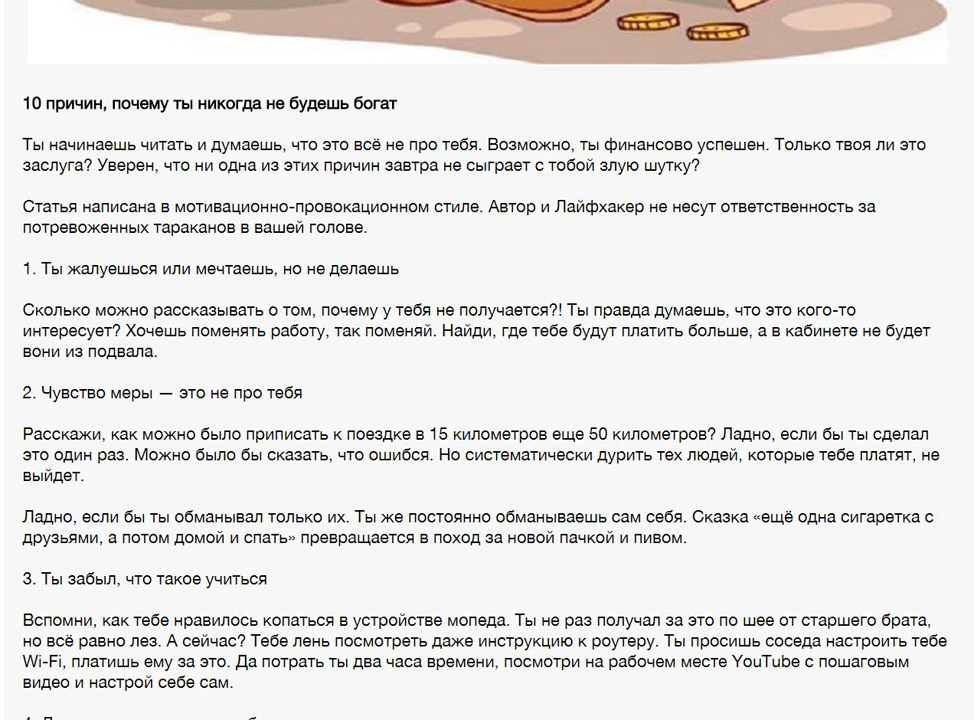 10 причин, почему ты никогда не будешь богат
Ты начинаешь читать и думаешь, что это всё не про тебя. Возможно, ты финансово успешен. Только твоя ли это
заслуга? Уверен, что ни одна из этих причин завтра не сыграет с тобой злую шутку?
Статья написана в мотивационно-провокационном стиле. Автор и Лайфхакер не несут ответственность за
потревоженных тараканов в вашей голове.
1. Ты жалуешься или мечтаешь, но не делаешь
Сколько можно рассказывать о том, почему у тебя не получается?! Ты правда думаешь, что это кого-то
интересует? Хочешь поменять работу, так поменяй. Найди, где тебе будут платить больше, а в кабинете не будет
вони из подвала.
2. Чувство меры — это не про тебя
Расскажи, как можно было приписать к поездке в 15 километров еще 50 километров? Ладно, если бы ты сделал
это один раз. Можно было бы сказать, что ошибся. Но систематически дурить тех людей, которые тебе платят, не
выйдет.
Ладно, если бы ты обманывал только их. Ты же постоянно обманываешь сам себя. Сказка «ещё одна сигаретка с
друзьями, а потом домой и спать» превращается в поход за новой пачкой и пивом.
3. Ты забыл, что такое учиться
Вспомни, как тебе нравилось копаться в устройстве мопеда. Ты не раз получал за это по шее от старшего брата,
но всё равно лез. А сейчас? Тебе лень посмотреть даже инструкцию к роутеру. Ты просишь соседа настроить тебе
Wi-Fi, платишь ему за это. Да потрать ты два часа времени, посмотри на рабочем месте YouTube с пошаговым
видео и настрой себе сам.